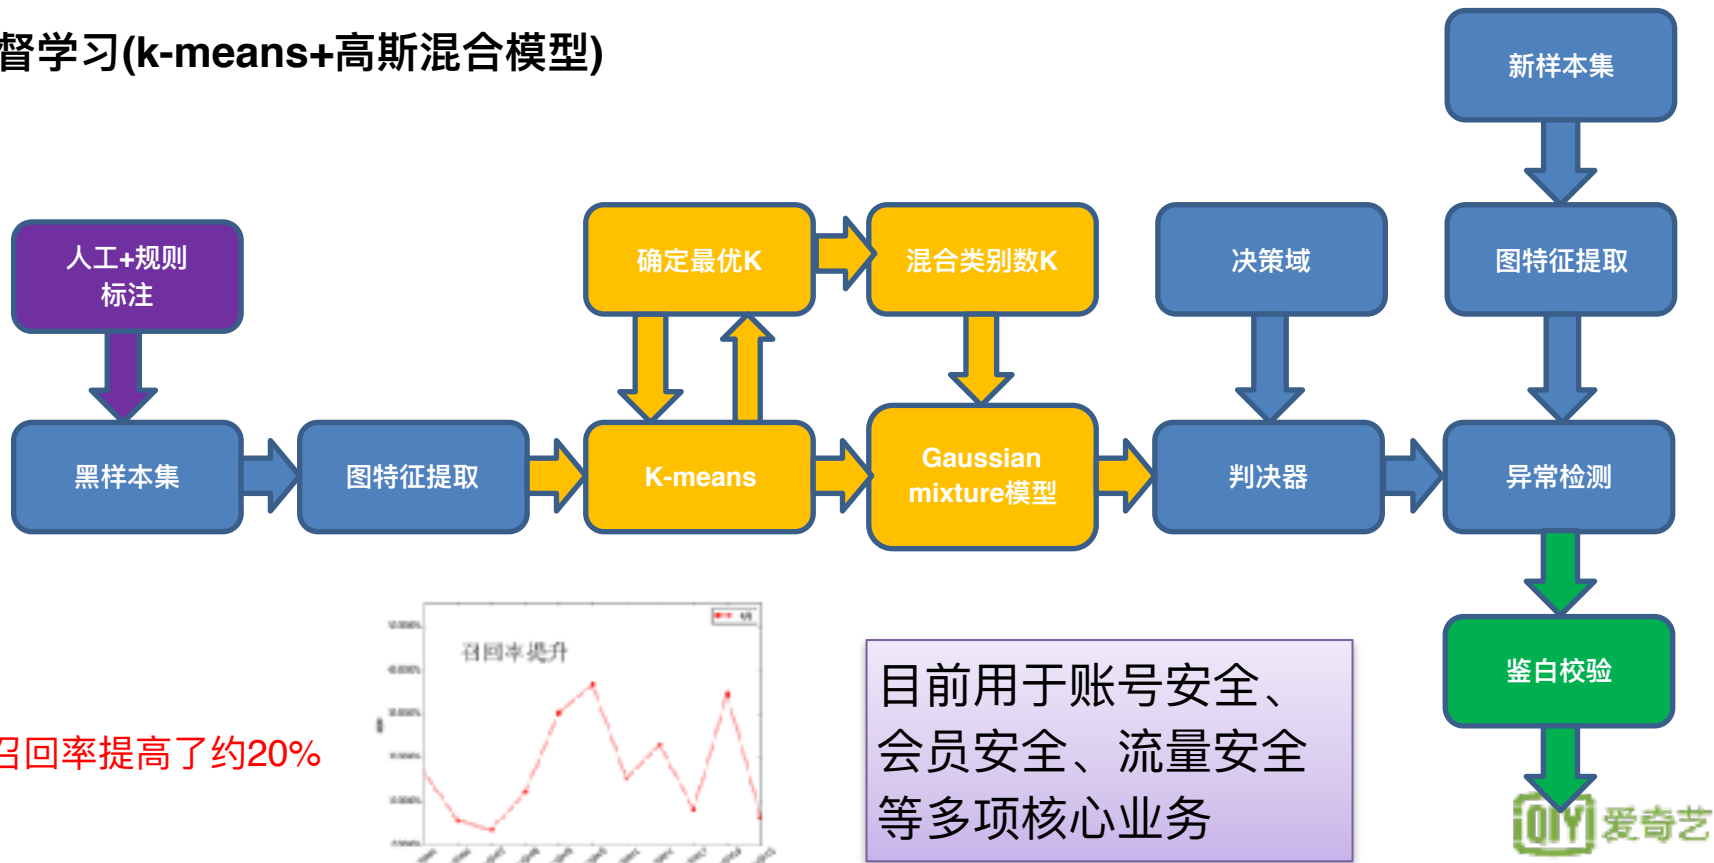 督学习(k-means+高斯混合模型)
新样本集
人工+规则
标注
确定最优K
混合类别数K
决策域
图特征提取
黑样本集
图特征提取
K-means
Gaussian
mixture模型
判决器
异常检测
鉴白校验
召回率提升
召回率提高了约20%
目前用于账号安全、
会员安全、流量安全
等多项核心业务
QIY 爱奇艺